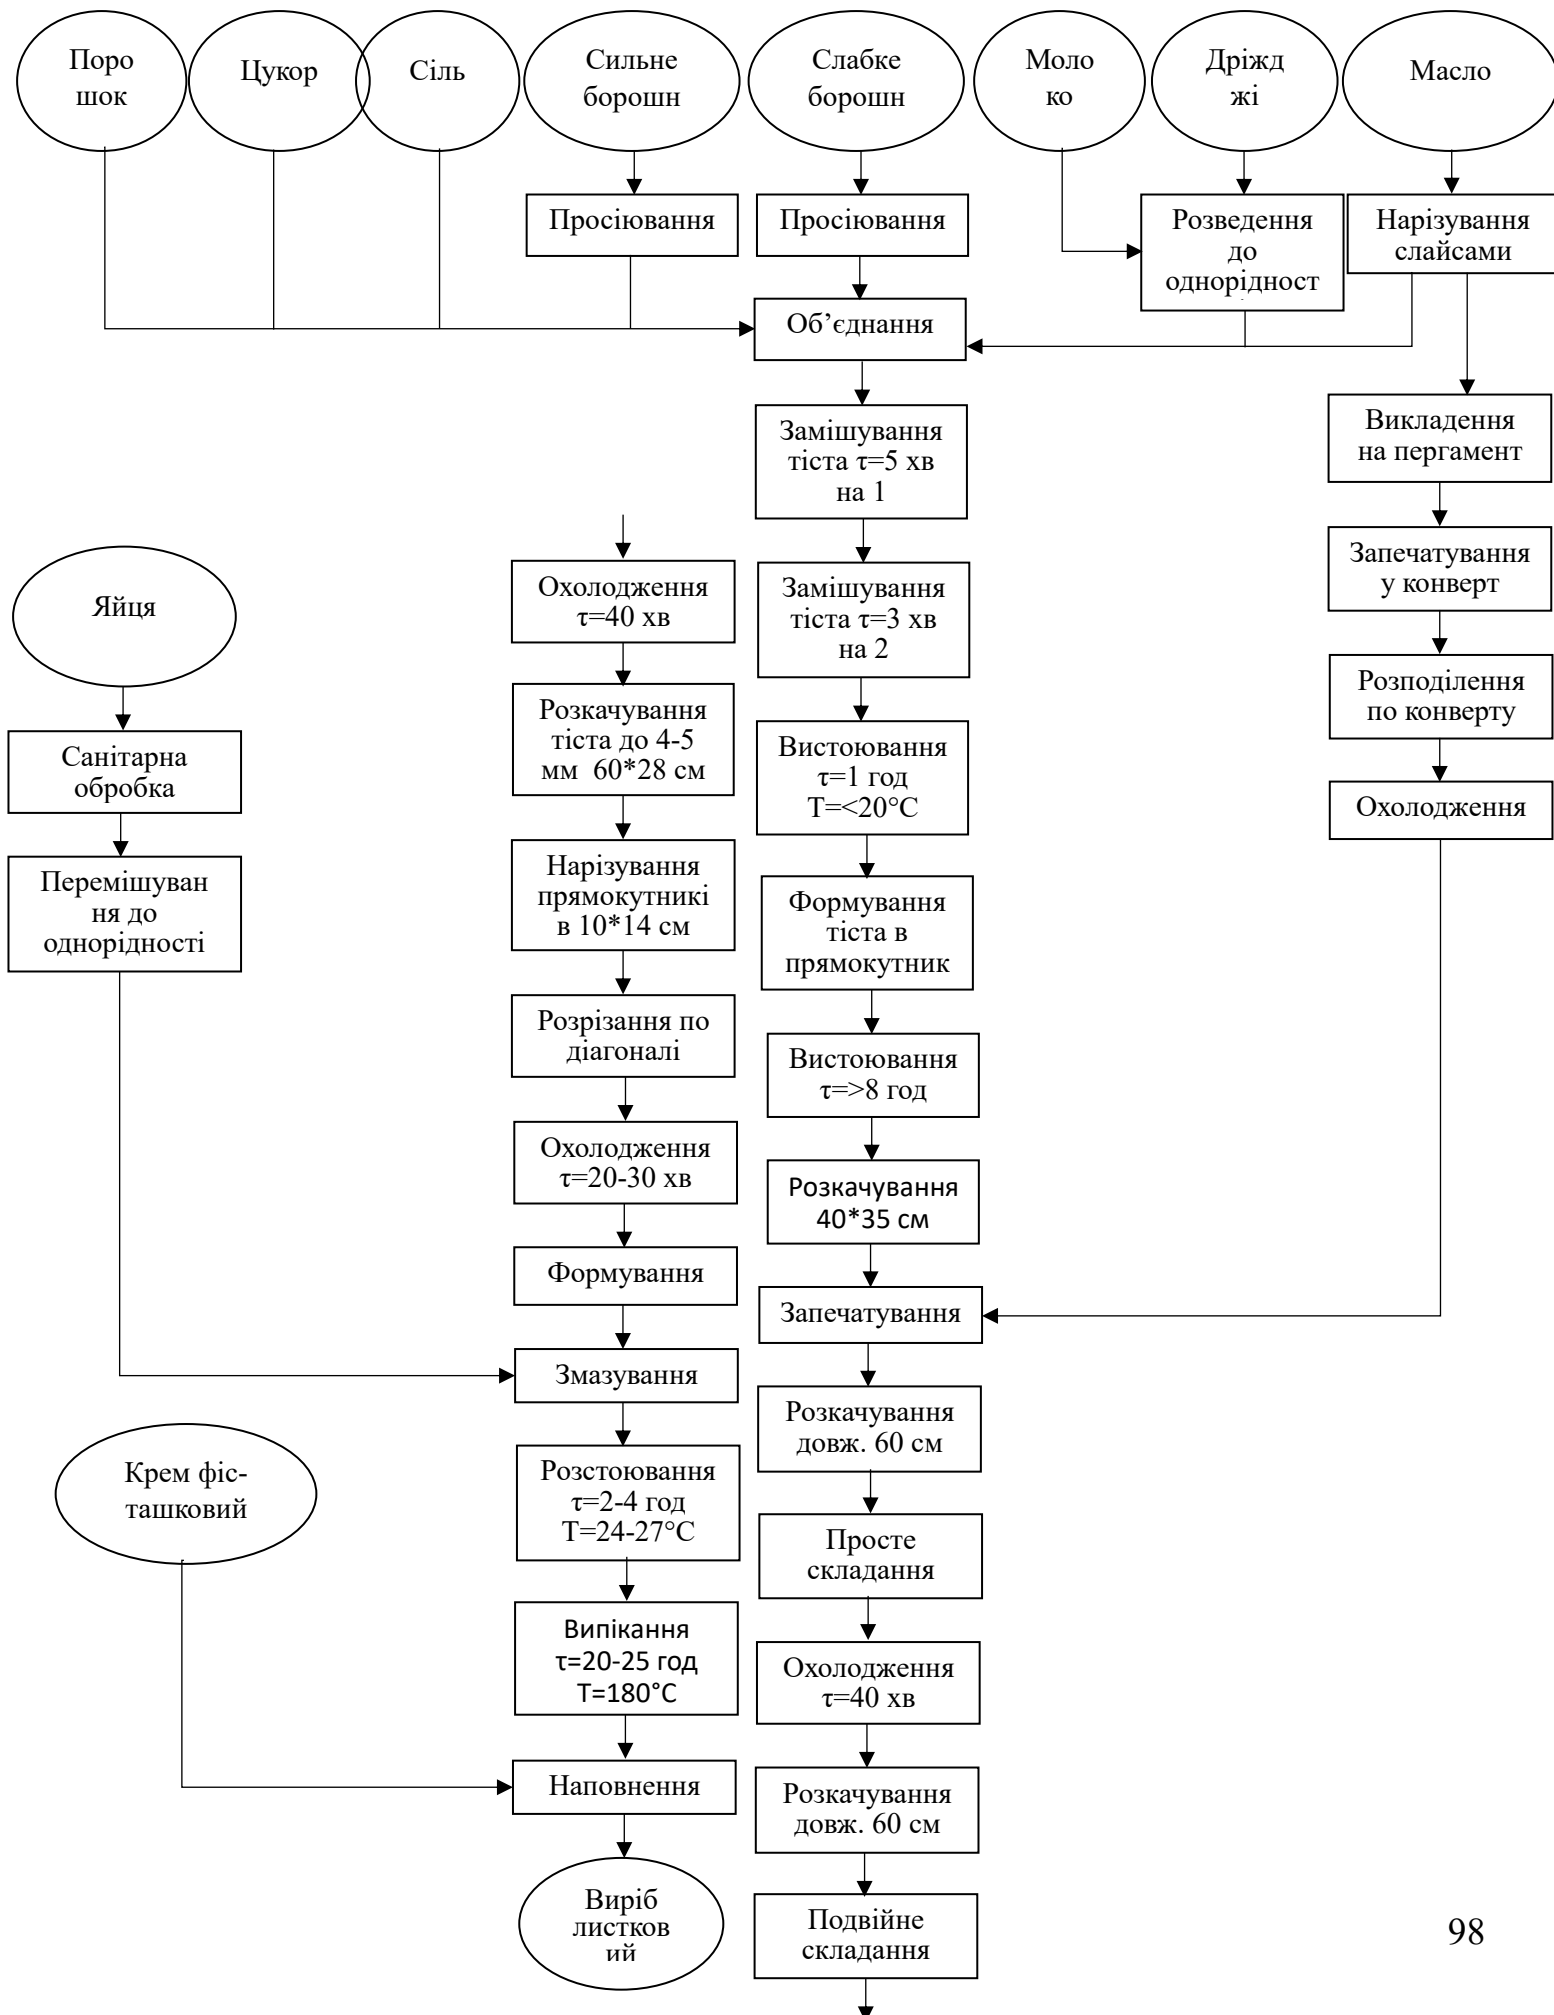 Поро
шок
Цукор
Сіль
Сильне
борошн
Слабке
борошн
Моло
ко
Дріжд
жі
Масло
Просіювання
Просіювання
Розведення
до
однорідност
Нарізування
слайсами
Об’єднання
Замішування
тіста τ=5 хв
на 1
Викладення
на пергамент
Яйця
Охолодження
τ=40 хв
Замішування
тіста τ=3 хв
на 2
Запечатування
у конверт
Санітарна
обробка
Розкачування
тіста до 4-5
мм 60*28 см
Вистоювання
τ=1 год
T=<20°C
Розподілення
по конверту
Охолодження
Перемішуван
ня до
однорідності
Нарізування
прямокутникі
в 10*14 см
Формування
тіста в
прямокутник
Розрізання по
діагоналі
Вистоювання
τ=>8 год
Охолодження
τ=20-30 хв
Розкачування
40*35 см
Формування
Запечатування
Змазування
Розкачування
довж. 60 см
Крем фіс-
ташковий
Розстоювання
τ=2-4 год
T=24-27°C
Просте
складання
Випікання
τ=20-25 год
T=180°C
Охолодження
τ=40 хв
Наповнення
Розкачування
довж. 60 см
Виріб
листков
ий
Подвійне
складання
98